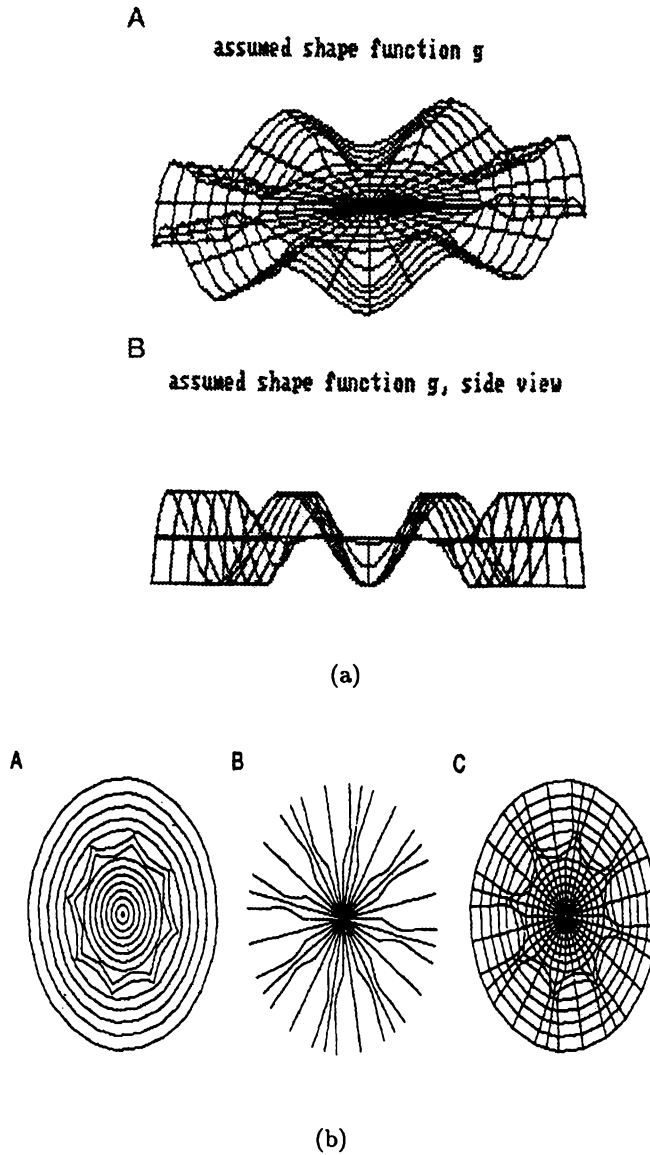 A
assumed shape function g
B
assumed shape function g, side view
(a)
A B C
(b)